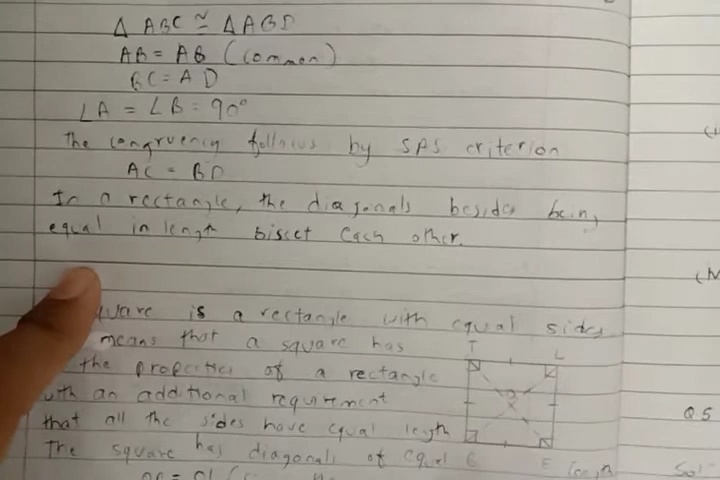 Δ ABC ≅ Δ ABD
AB = AB (common)
BC = AD
∠A = ∠B = 90°
The congruency follows by SAS criterion
AC = BD
In a rectangle, the diagonals besides being
equal in length bisect each other.
quare is a rectangle with equal sides
means that a square has
T L
the properties of a rectangle
with an additional requirement
O
Q5
that all the sides have equal length
The square has diagonals of equal
E
Sol